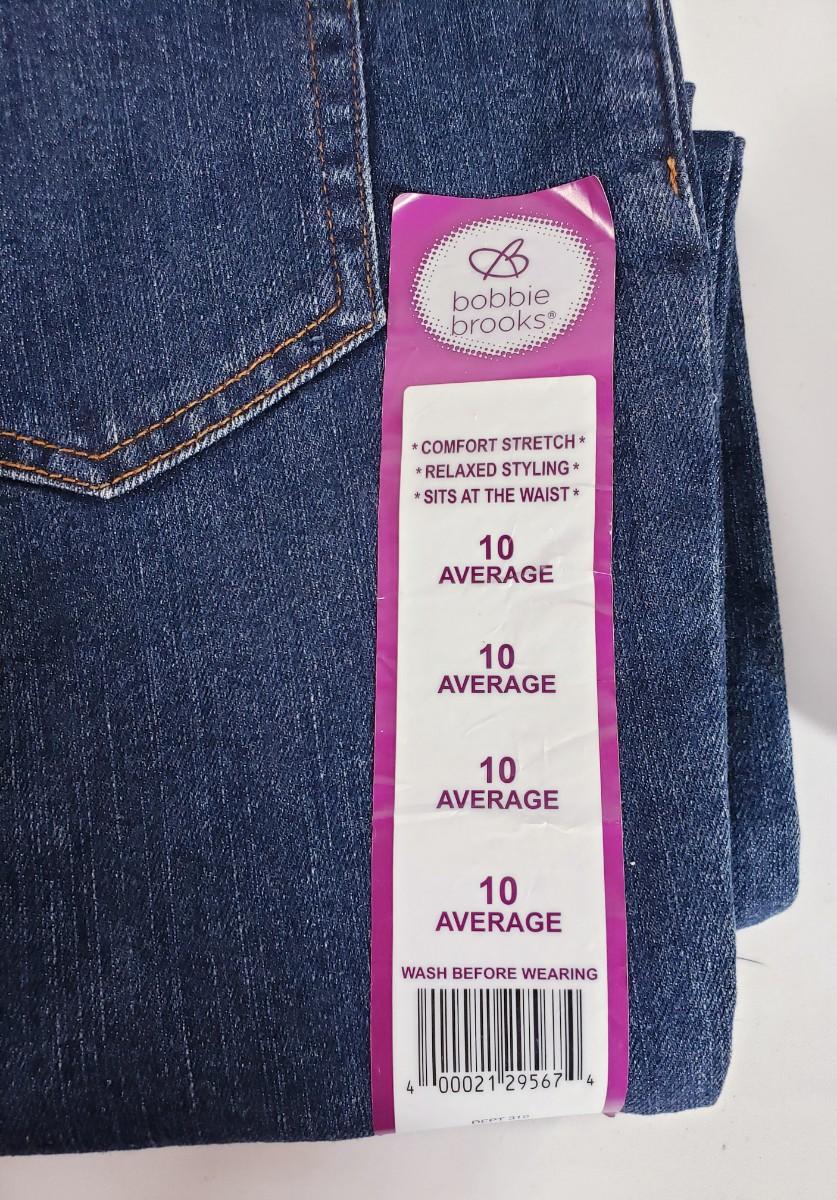 bobbie
brooks®
* COMFORT STRETCH *
* RELAXED STYLING *
* SITS AT THE WAIST *
10
AVERAGE
10
AVERAGE
10
AVERAGE
10
AVERAGE
WASH BEFORE WEARING
4 00021 29567 4